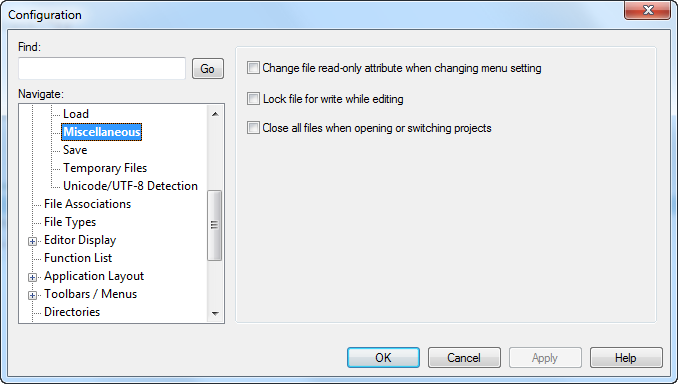 Configuration
Find:
Go
Navigate:
Load
Miscellaneous
Save
Temporary Files
Unicode/UTF-8 Detection
File Associations
File Types
Editor Display
Function List
Application Layout
Toolbars / Menus
Directories
Change file read-only attribute when changing menu setting
Lock file for write while editing
Close all files when opening or switching projects
OK
Cancel
Apply
Help